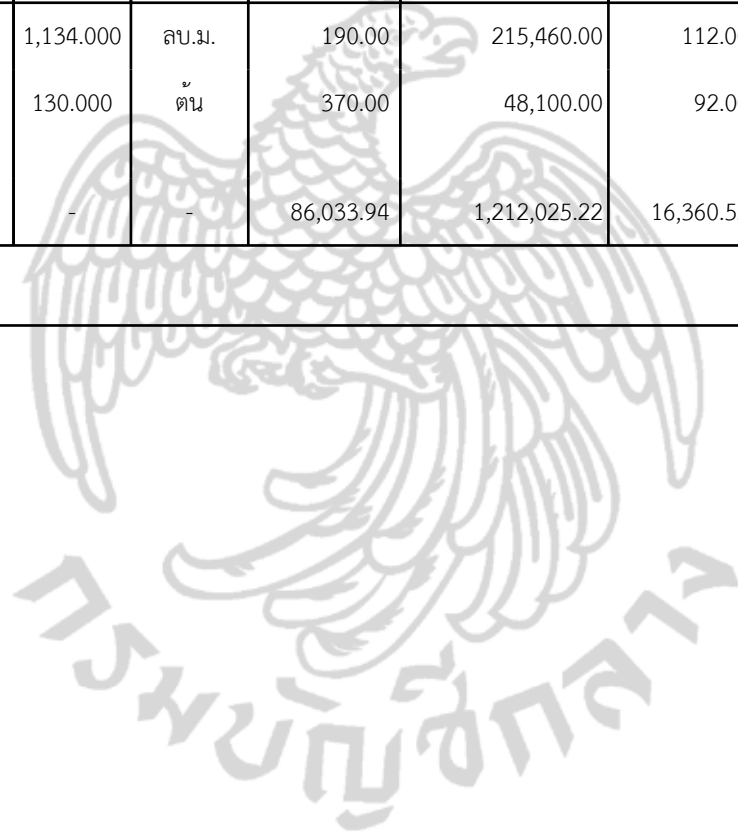 1,134.000 ลบ.ม. 190.00 215,460.00 112.0
130.000 ต้น 370.00 48,100.00 92.0
- - 86,033.94 1,212,025.22 16,360.5
กรมบัญชีกลาง